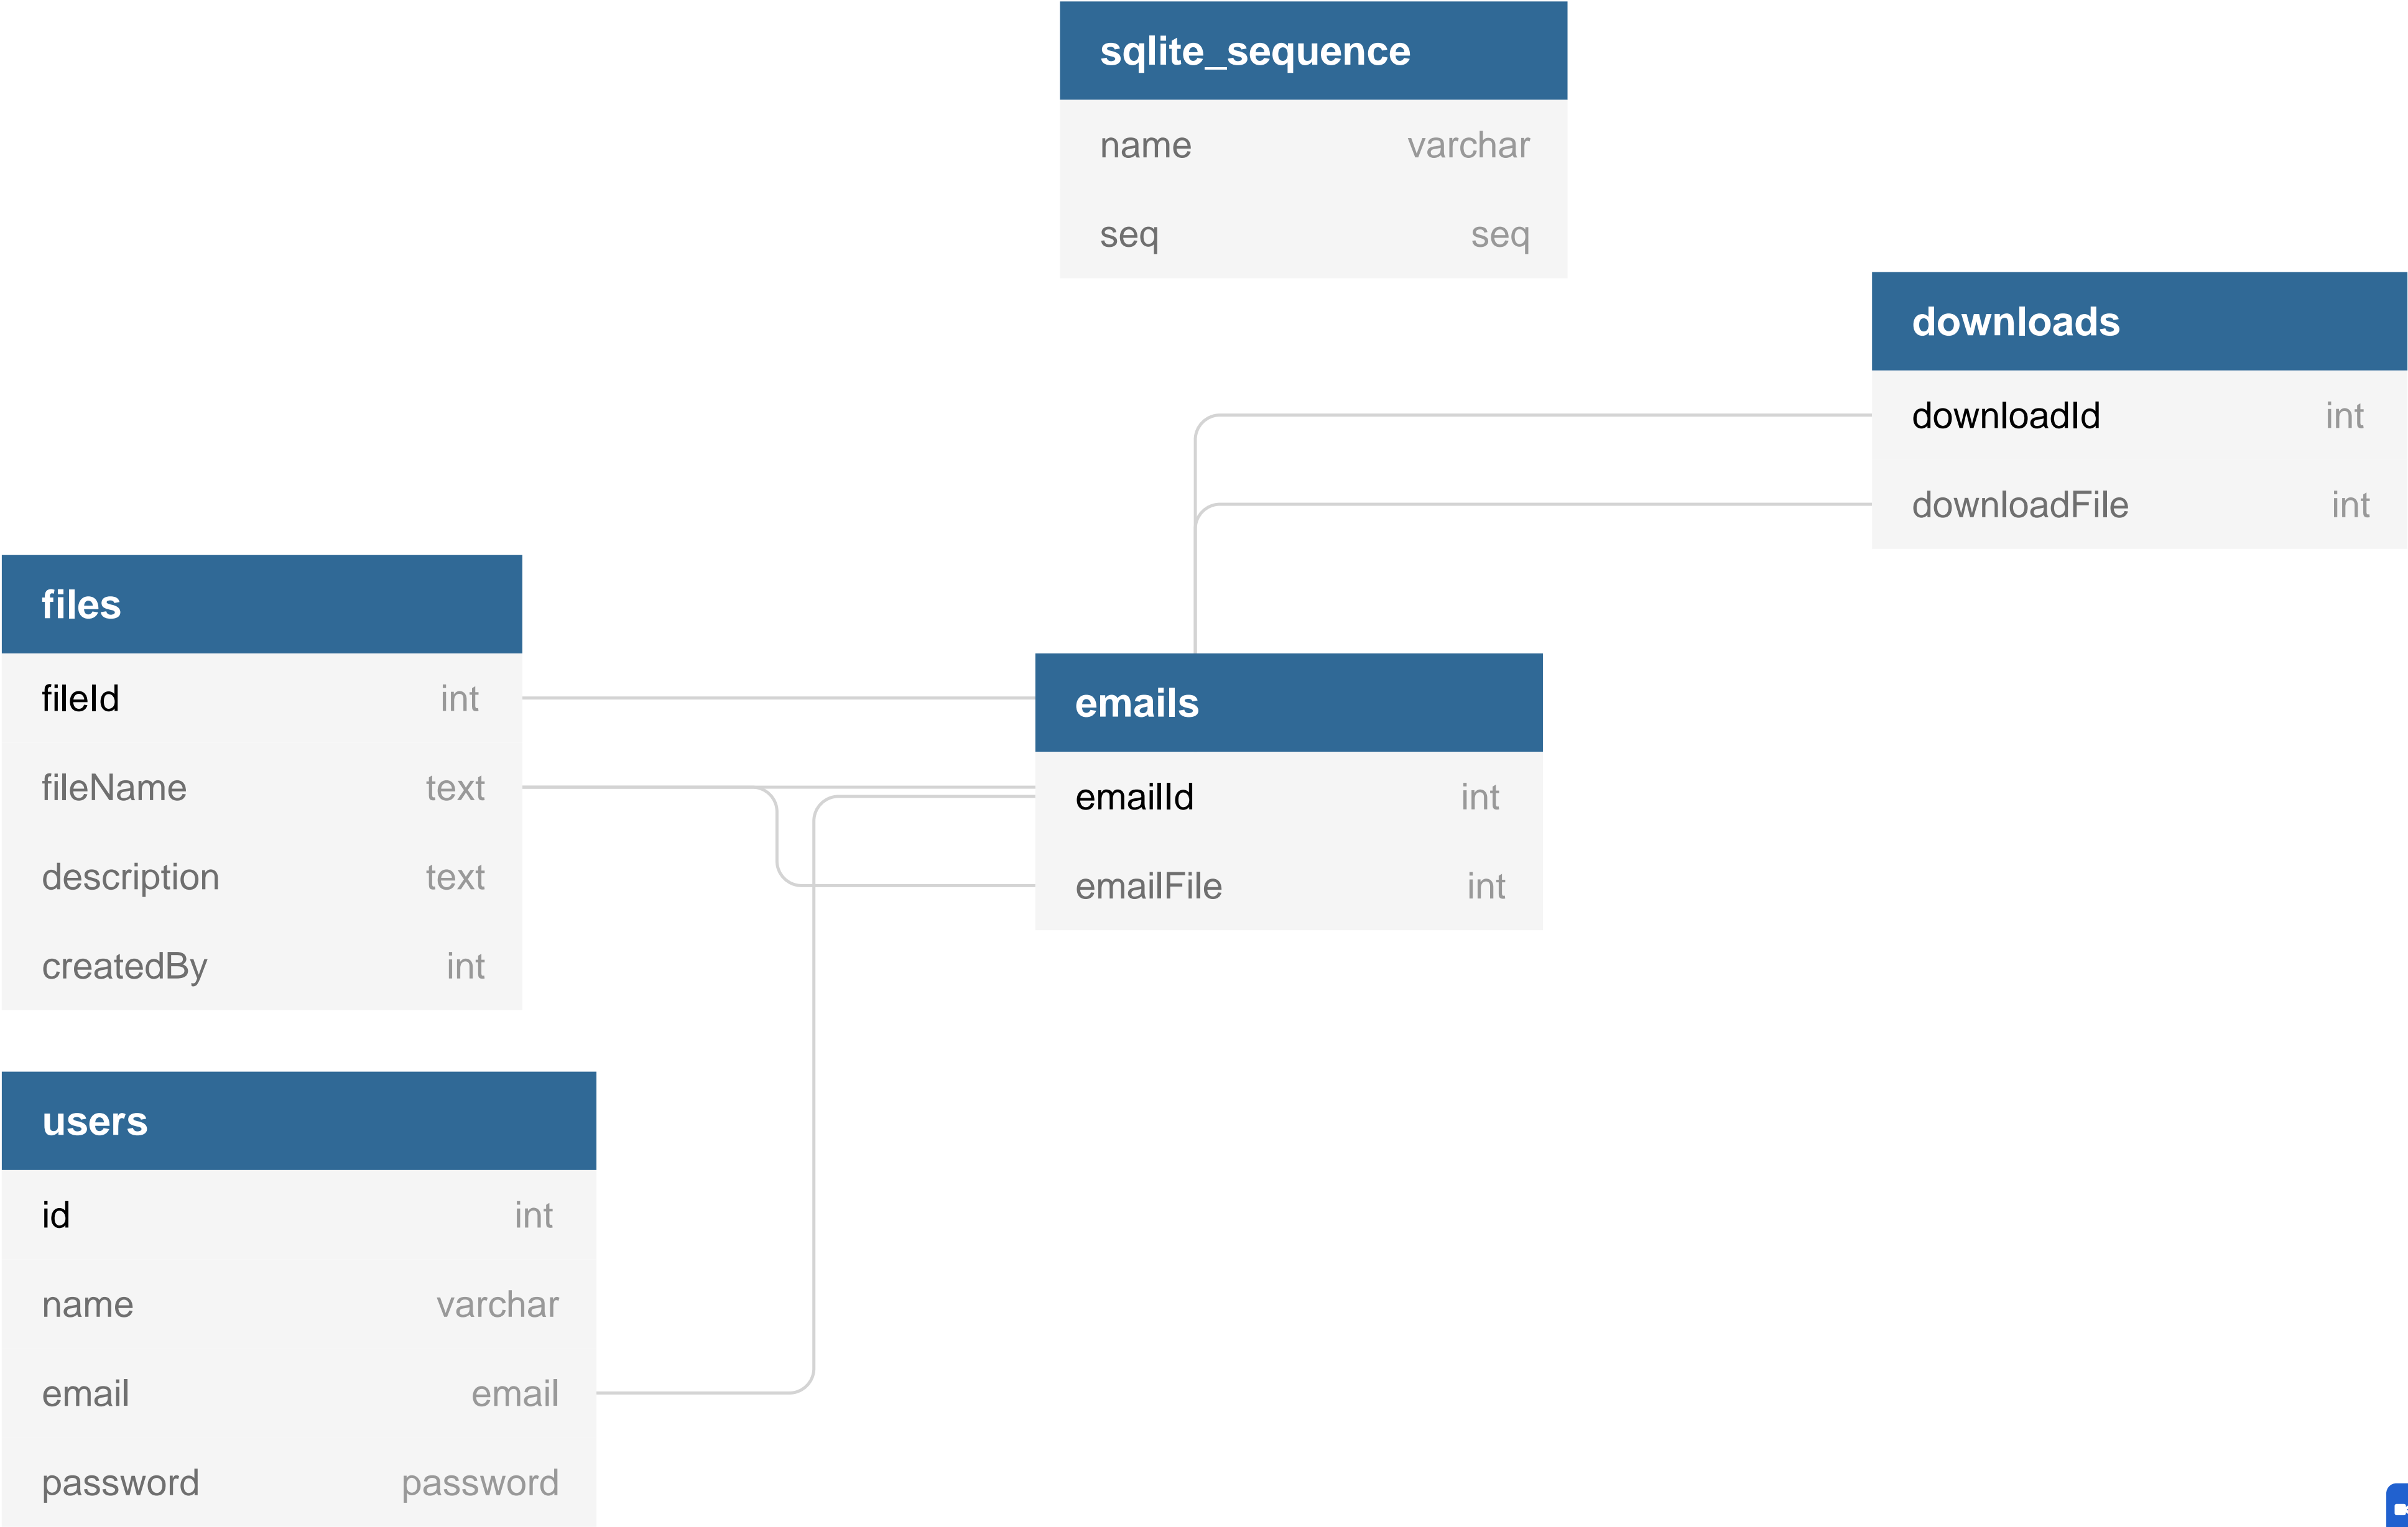 sqlite_sequence
name varchar
seq seq
downloads
downloadId int
downloadFile int
files
fileId int
fileName text
description text
createdBy int
emails
emailId int
emailFile int
users
id int
name varchar
email email
password password